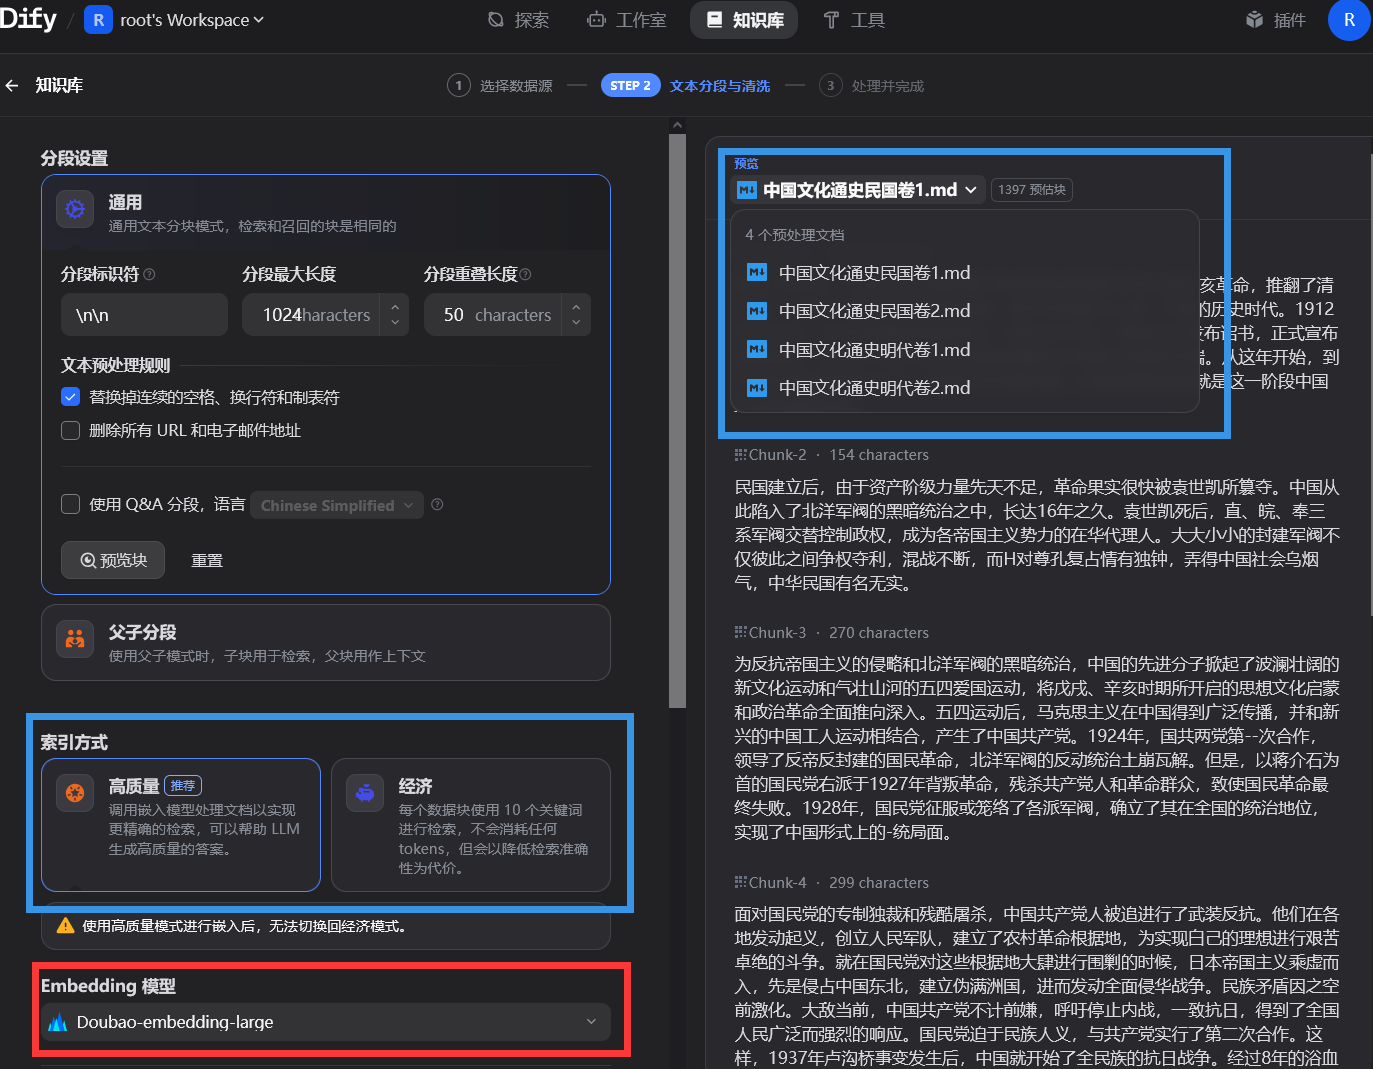 Dify / R root's Workspace 探索 工作室 知识库 工具 插件 R
知识库 1 选择数据源 STEP 2 文本分段与清洗 3 处理并完成
分段设置
通用
通用文本分块模式，检索和召回的块是相同的
分段标识符 分段最大长度 分段重叠长度
\n\n 1024haracters 50 characters
文本预处理规则
替换掉连续的空格、换行符和制表符
删除所有 URL 和电子邮件地址
使用 Q&A 分段，语言 Chinese Simplified
预览块 重置
父子分段
使用父子模式时，子块用于检索，父块用作上下文
索引方式
高质量 推荐
调用嵌入模型处理文档以实现
更精确的检索，可以帮助 LLM
生成高质量的答案。
经济
每个数据块使用 10 个关键词
进行检索，不会消耗任何
tokens，但会以降低检索准确
性为代价。
使用高质量模式进行嵌入后，无法切换回经济模式。
Embedding 模型
Doubao-embedding-large
预览
中国文化通史民国卷1.md 1397 预估块
4 个预处理文档
中国文化通史民国卷1.md
中国文化通史民国卷2.md
中国文化通史明代卷1.md
中国文化通史明代卷2.md
亥革命，推翻了清
的历史时代。1912
布诏书，正式宣布
。从这年开始，到
就是这一阶段中国
Chunk-2 · 154 characters
民国建立后，由于资产阶级力量先天不足，革命果实很快被袁世凯所篡夺。中国从
此陷入了北洋军阀的黑暗统治之中，长达16年之久。袁世凯死后，直、皖、奉三
系军阀交替控制政权，成为各帝国主义势力的在华代理人。大大小小的封建军阀不
仅彼此之间争权夺利，混战不断，而H对尊孔复占情有独钟，弄得中国社会乌烟
气，中华民国有名无实。
Chunk-3 · 270 characters
为反抗帝国主义的侵略和北洋军阀的黑暗统治，中国的先进分子掀起了波澜壮阔的
新文化运动和气壮山河的五四爱国运动，将戊戌、辛亥时期所开启的思想文化启蒙
和政治革命全面推向深入。五四运动后，马克思主义在中国得到广泛传播，并和新
兴的中国工人运动相结合，产生了中国共产党。1924年，国共两党第--次合作，
领导了反帝反封建的国民革命，北洋军阀的反动统治土崩瓦解。但是，以蒋介石为
首的国民党右派于1927年背叛革命，残杀共产党人和革命群众，致使国民革命最
终失败。1928年，国民党征服或笼络了各派军阀，确立了其在全国的统治地位，
实现了中国形式上的-统局面。
Chunk-4 · 299 characters
面对国民党的专制独裁和残酷屠杀，中国共产党人被追进行了武装反抗。他们在各
地发动起义，创立人民军队，建立了农村革命根据地，为实现白己的理想进行艰苦
卓绝的斗争。就在国民党对这些根据地大肆进行围剿的时候，日本帝国主义乘虚而
入，先是侵占中国东北，建立伪满洲国，进而发动全面侵华战争。民族矛盾因之空
前激化。大敌当前，中国共产党不计前嫌，呼吁停止内战，一致抗日，得到了全国
人民广泛而强烈的响应。国民党迫于民族人义，与共产党实行了第二次合作。这
样，1937年卢沟桥事变发生后，中国就开始了全民族的抗日战争。经过8年的浴血